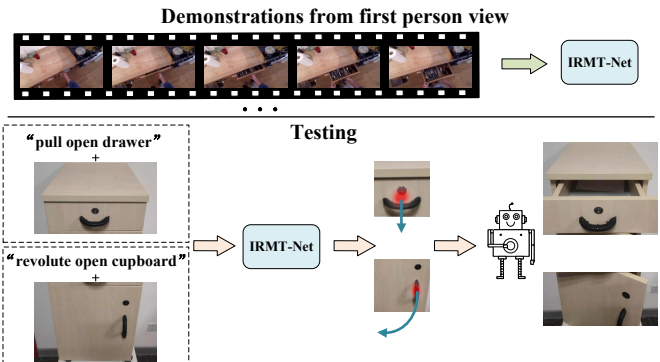 Demonstrations from first person view
IRMT-Net
• • •
Testing
“pull open drawer”
+
“revolute open cupboard”
+
IRMT-Net